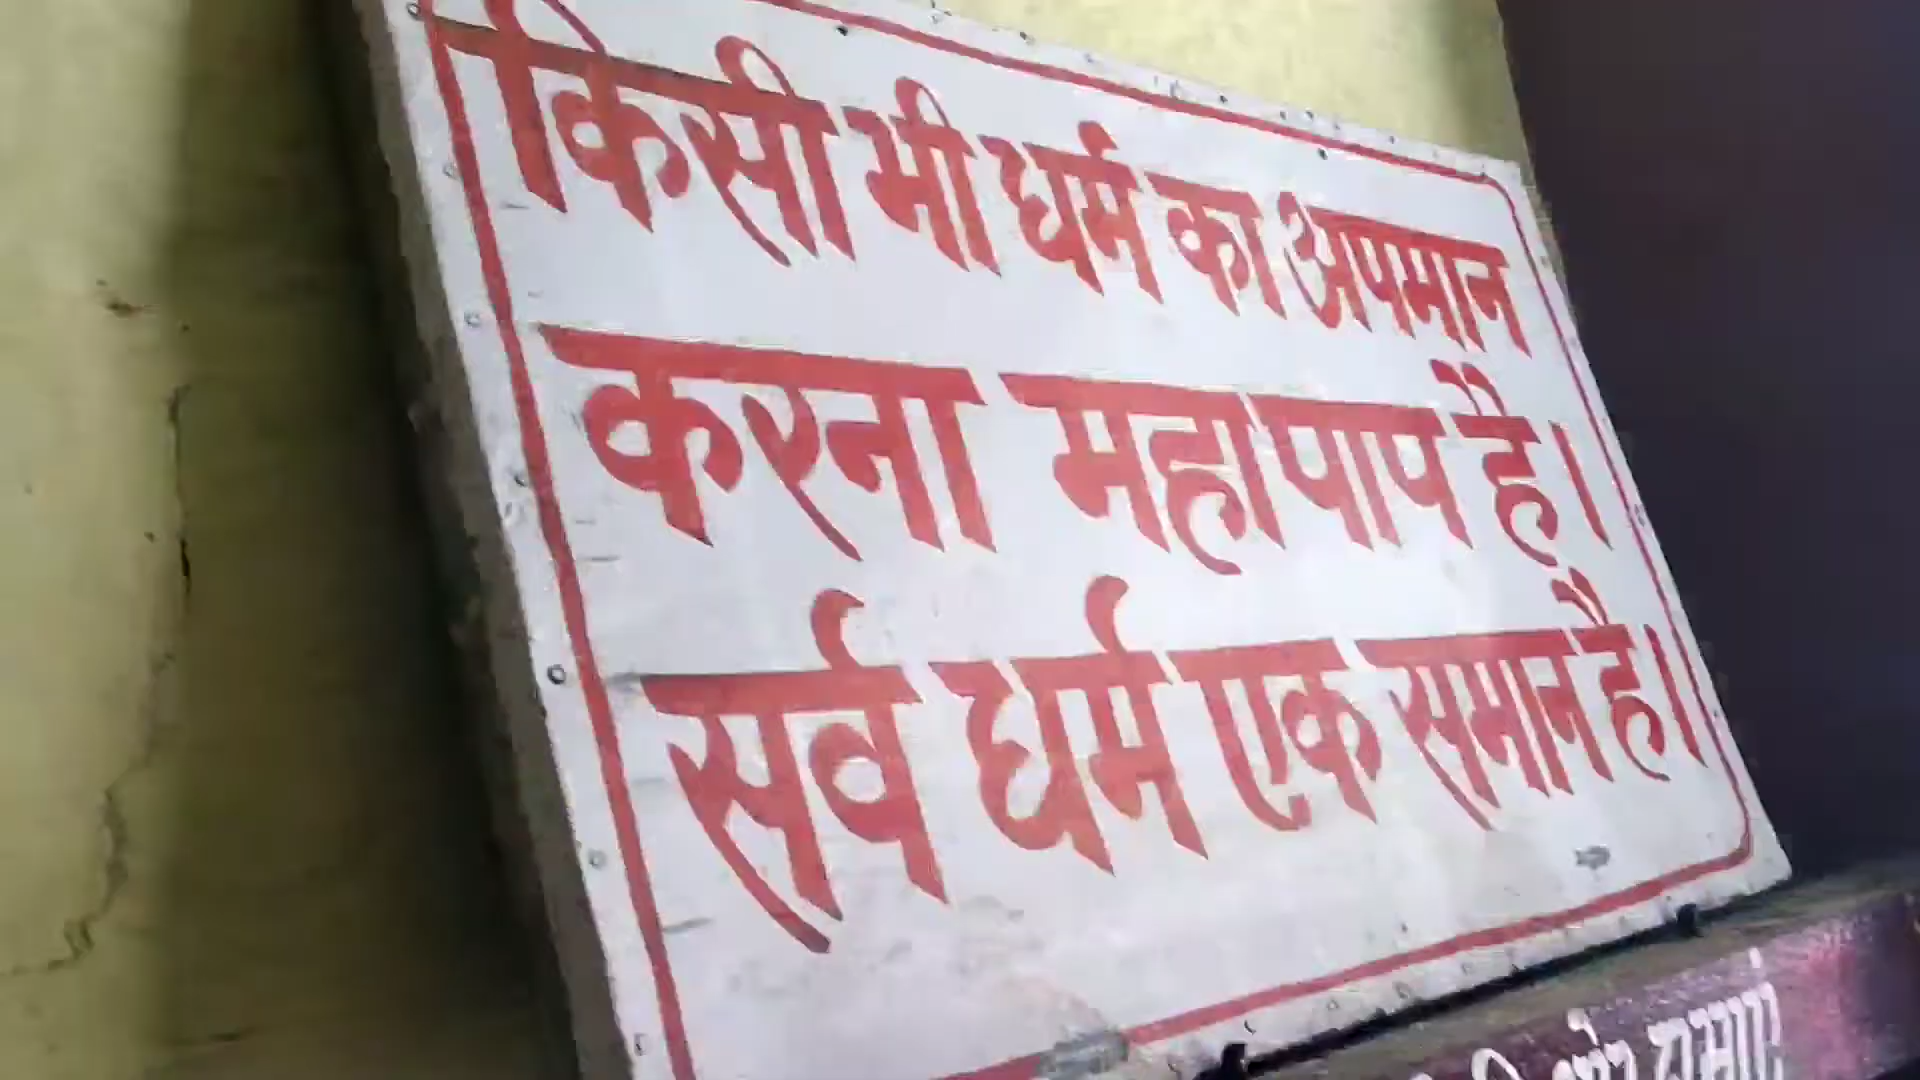 किसी भी धर्म का अपमान
करना महापाप है।
सर्व धर्म एक समान है।